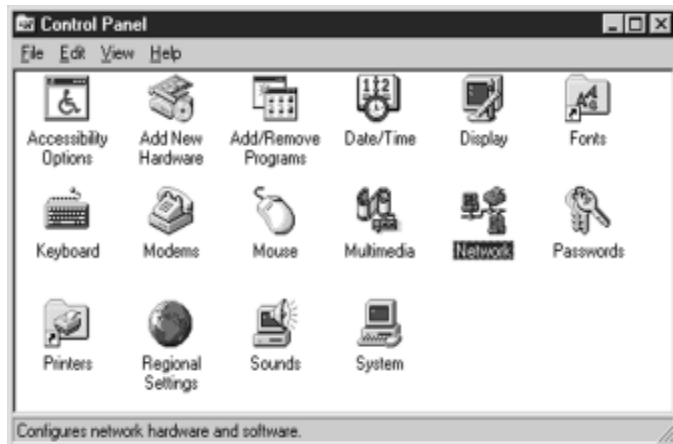 Control Panel
File Edit View Help
Accessibility Options
Add New Hardware
Add/Remove Programs
Date/Time
Display
Fonts
Keyboard
Modems
Mouse
Multimedia
Network
Passwords
Printers
Regional Settings
Sounds
System
Configures network hardware and software.